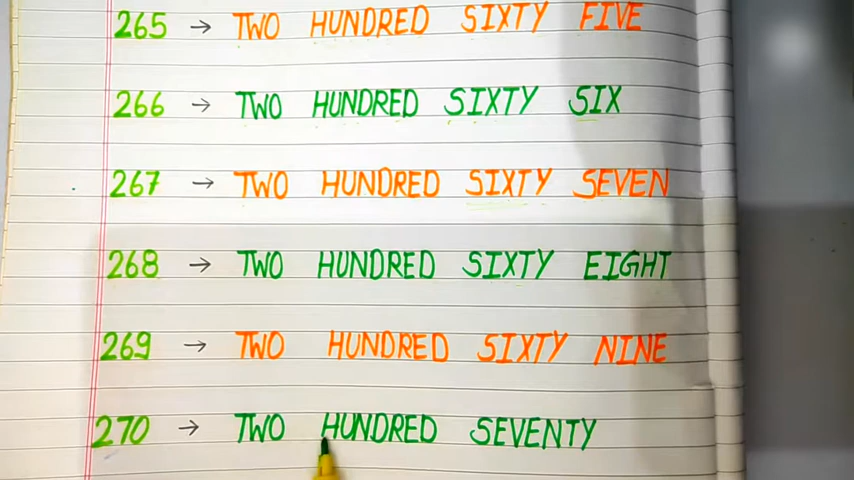 265 → TWO HUNDRED SIXTY FIVE
266 → TWO HUNDRED SIXTY SIX
267 → TWO HUNDRED SIXTY SEVEN
268 → TWO HUNDRED SIXTY EIGHT
269 → TWO HUNDRED SIXTY NINE
270 → TWO HUNDRED SEVENTY